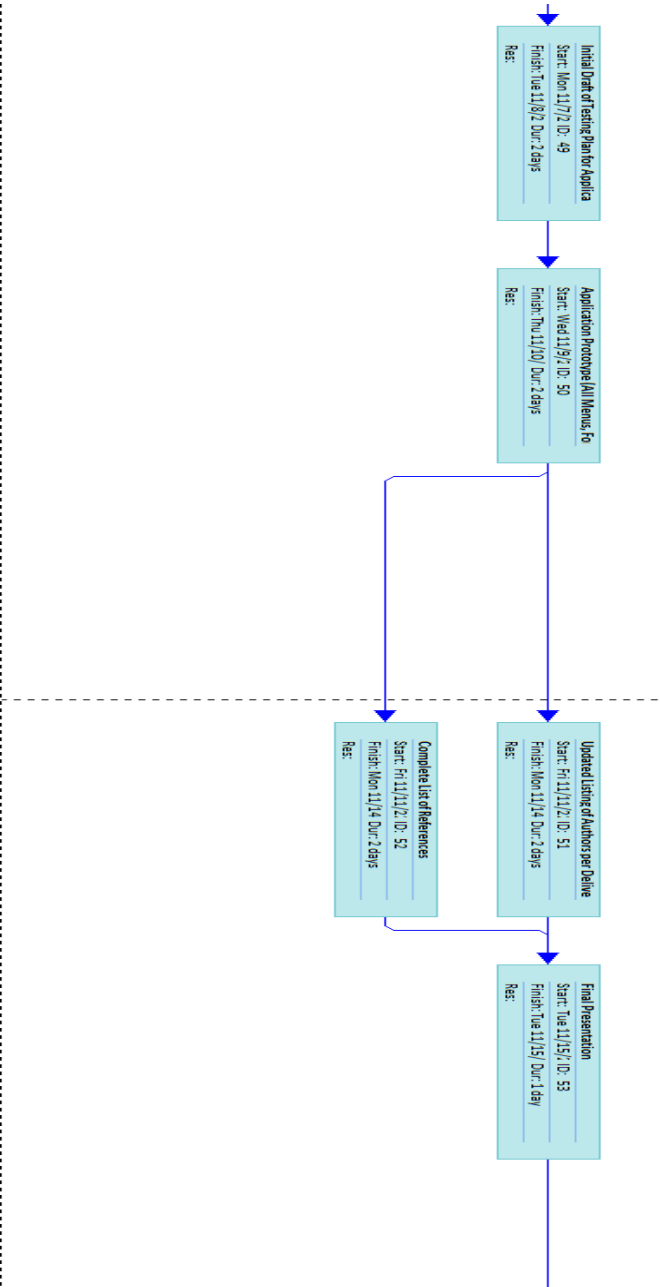 Initial Draft of Testing Plan for Applica
Start: Mon 11/7/2 ID: 49
Finish: Tue 11/8/2 Dur: 2 days
Res:
Application Prototype (All Menus, Fo
Start: Wed 11/9/2 ID: 50
Finish: Thu 11/10/ Dur: 2 days
Res:
Updated Listing of Authors per Delive
Start: Fri 11/11/2 ID: 51
Finish: Mon 11/14 Dur: 2 days
Res:
Complete List of References
Start: Fri 11/11/2 ID: 52
Finish: Mon 11/14 Dur: 2 days
Res:
Final Presentation
Start: Tue 11/15/ ID: 53
Finish: Tue 11/15/ Dur: 1 day
Res: